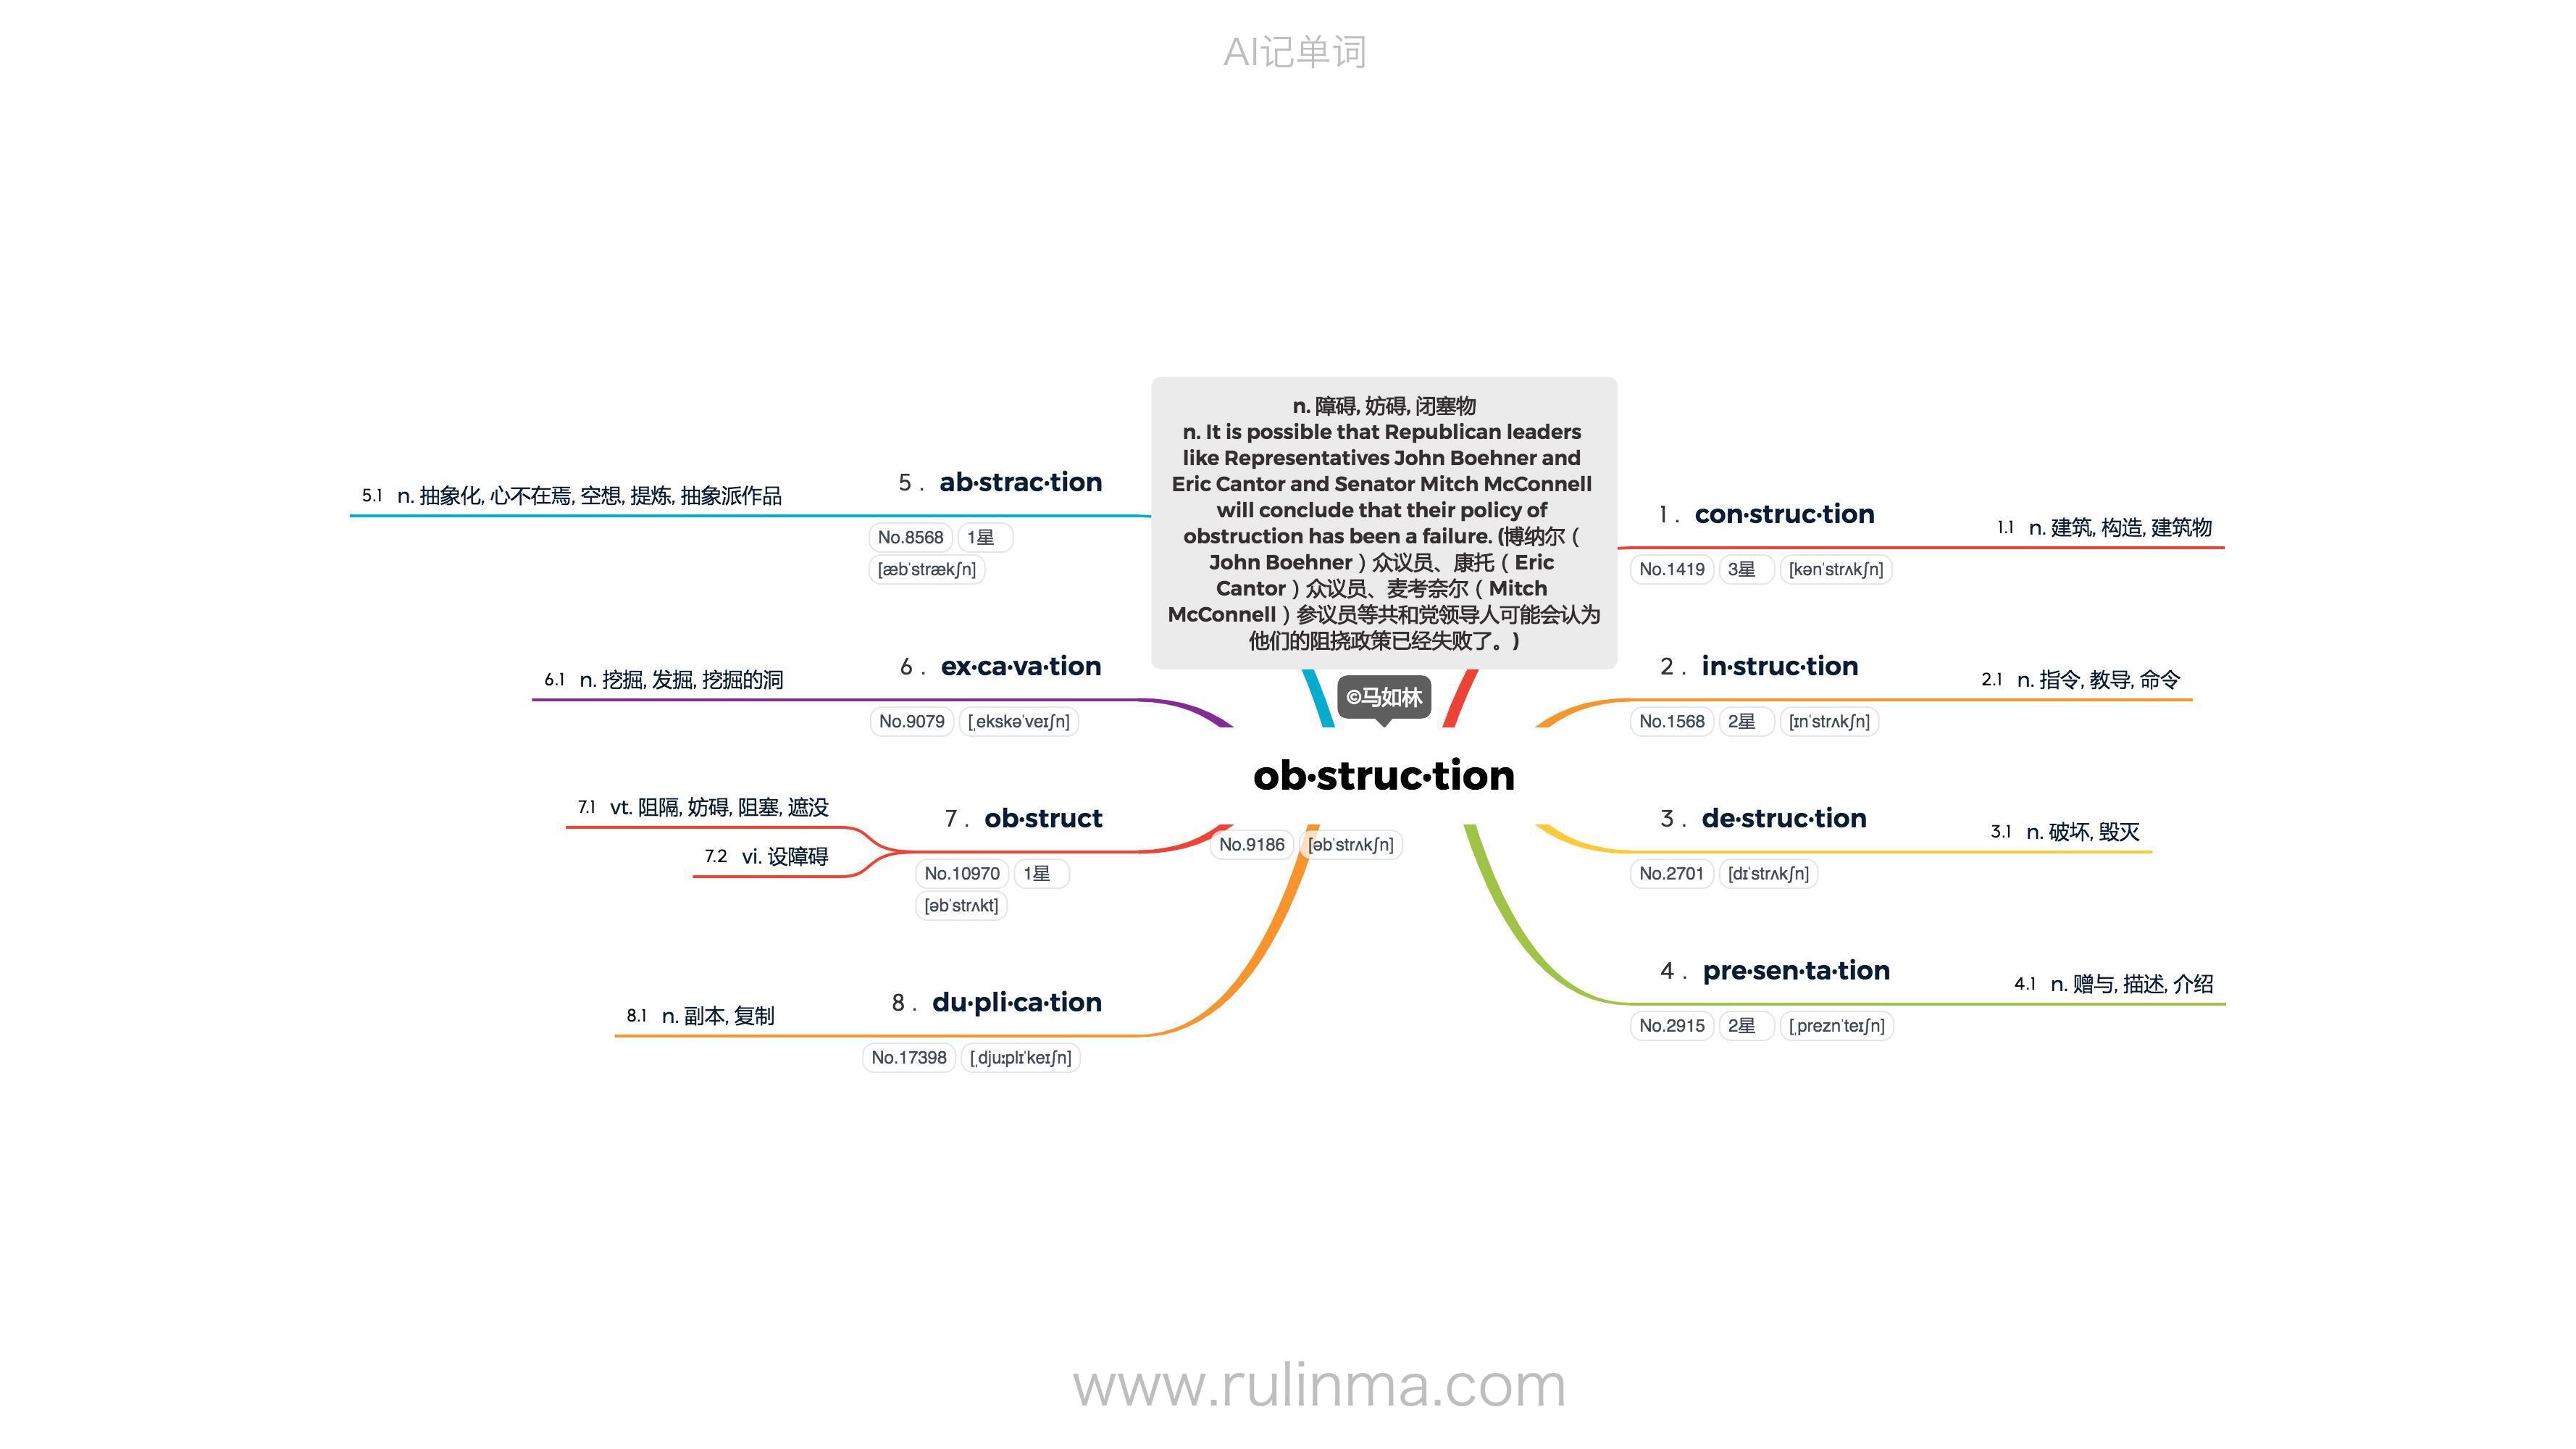 AI记单词
n. 障碍, 妨碍, 闭塞物
n. It is possible that Republican leaders
like Representatives John Boehner and
Eric Cantor and Senator Mitch McConnell
will conclude that their policy of
obstruction has been a failure. (博纳尔（
John Boehner）众议员、康托（Eric
Cantor）众议员、麦考奈尔（Mitch
McConnell）参议员等共和党领导人可能会认为
他们的阻挠政策已经失败了。)
©马如林
ob·struc·tion
No.9186 [əbˈstrʌkʃn]
1 . con·struc·tion
No.1419 3星 [kənˈstrʌkʃn]
1.1 n. 建筑, 构造, 建筑物
2 . in·struc·tion
No.1568 2星 [ɪnˈstrʌkʃn]
2.1 n. 指令, 教导, 命令
3 . de·struc·tion
No.2701 [dɪˈstrʌkʃn]
3.1 n. 破坏, 毁灭
4 . pre·sen·ta·tion
No.2915 2星 [ˌpreznˈteɪʃn]
4.1 n. 赠与, 描述, 介绍
5 . ab·strac·tion
No.8568 1星
[æbˈstrækʃn]
5.1 n. 抽象化, 心不在焉, 空想, 提炼, 抽象派作品
6 . ex·ca·va·tion
No.9079 [ˌekskəˈveɪʃn]
6.1 n. 挖掘, 发掘, 挖掘的洞
7 . ob·struct
No.10970 1星
[əbˈstrʌkt]
7.1 vt. 阻隔, 妨碍, 阻塞, 遮没
7.2 vi. 设障碍
8 . du·pli·ca·tion
No.17398 [ˌdjuːplɪˈkeɪʃn]
8.1 n. 副本, 复制
www.rulinma.com